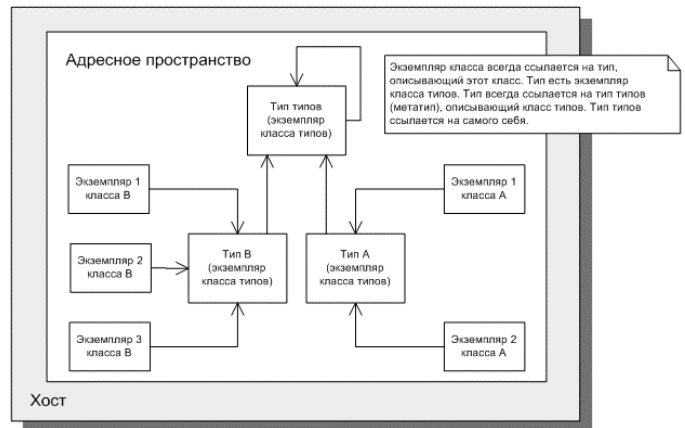 Адресное пространство
Экземпляр класса всегда ссылается на тип,
описывающий этот класс. Тип есть экземпляр
класса типов. Тип всегда ссылается на тип типов
(метатип), описывающий класс типов. Тип типов
ссылается на самого себя.
Тип типов
(экземпляр
класса типов)
Экземпляр 1
класса В
Экземпляр 1
класса А
Экземпляр 2
класса В
Тип В
(экземпляр
класса типов)
Тип А
(экземпляр
класса типов)
Экземпляр 3
класса В
Экземпляр 2
класса А
Хост